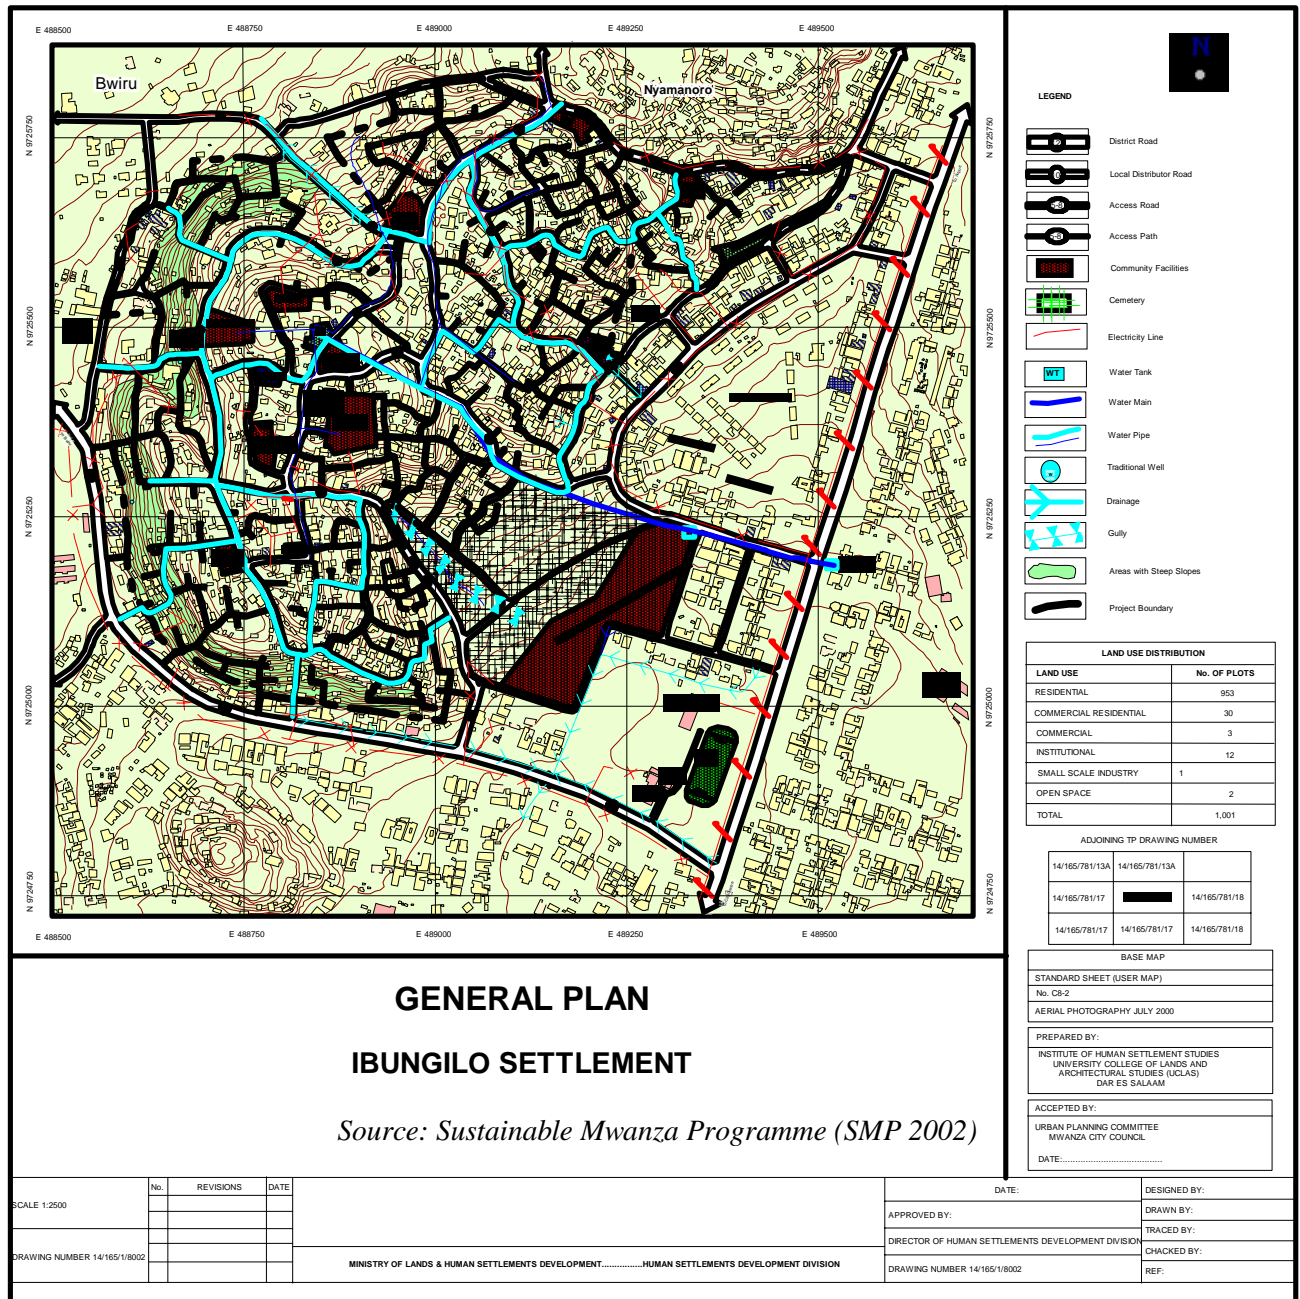 E 488500
E 488750
E 489000
E 489250
E 489500
Bwiru
Nyamanoro
N 9725750
N 9725500
N 9725250
N 9725000
N 9724750
N 9725750
N 9725500
N 9725250
N 9725000
N 9724750
E 488500
E 488750
E 489000
E 489250
E 489500
N
LEGEND
District Road
Local Distributor Road
Access Road
Access Path
Community Facilities
Cemetery
Electricity Line
WT
Water Tank
Water Main
Water Pipe
Traditional Well
Drainage
Gully
Areas with Steep Slopes
Project Boundary
LAND USE DISTRIBUTION
LAND USE No. OF PLOTS
RESIDENTIAL 953
COMMERCIAL RESIDENTIAL 30
COMMERCIAL 3
INSTITUTIONAL 12
SMALL SCALE INDUSTRY 1
OPEN SPACE 2
TOTAL 1,001
ADJOINING TP DRAWING NUMBER
14/165/781/13A 14/165/781/13A
14/165/781/17 14/165/781/18
14/165/781/17 14/165/781/17 14/165/781/18
BASE MAP
STANDARD SHEET (USER MAP)
No. C8-2
AERIAL PHOTOGRAPHY JULY 2000
PREPARED BY:
INSTITUTE OF HUMAN SETTLEMENT STUDIES
UNIVERSITY COLLEGE OF LANDS AND
ARCHITECTURAL STUDIES (UCLAS)
DAR ES SALAAM
ACCEPTED BY:
URBAN PLANNING COMMITTEE
MWANZA CITY COUNCIL
DATE:.......................................
GENERAL PLAN
IBUNGILO SETTLEMENT
Source: Sustainable Mwanza Programme (SMP 2002)
SCALE 1:2500
DRAWING NUMBER 14/165/1/8002
No. REVISIONS DATE
MINISTRY OF LANDS & HUMAN SETTLEMENTS DEVELOPMENT................HUMAN SETTLEMENTS DEVELOPMENT DIVISION
DATE:
APPROVED BY:
DIRECTOR OF HUMAN SETTLEMENTS DEVELOPMENT DIVISION
DRAWING NUMBER 14/165/1/8002
DESIGNED BY:
DRAWN BY:
TRACED BY:
CHACKED BY:
REF: